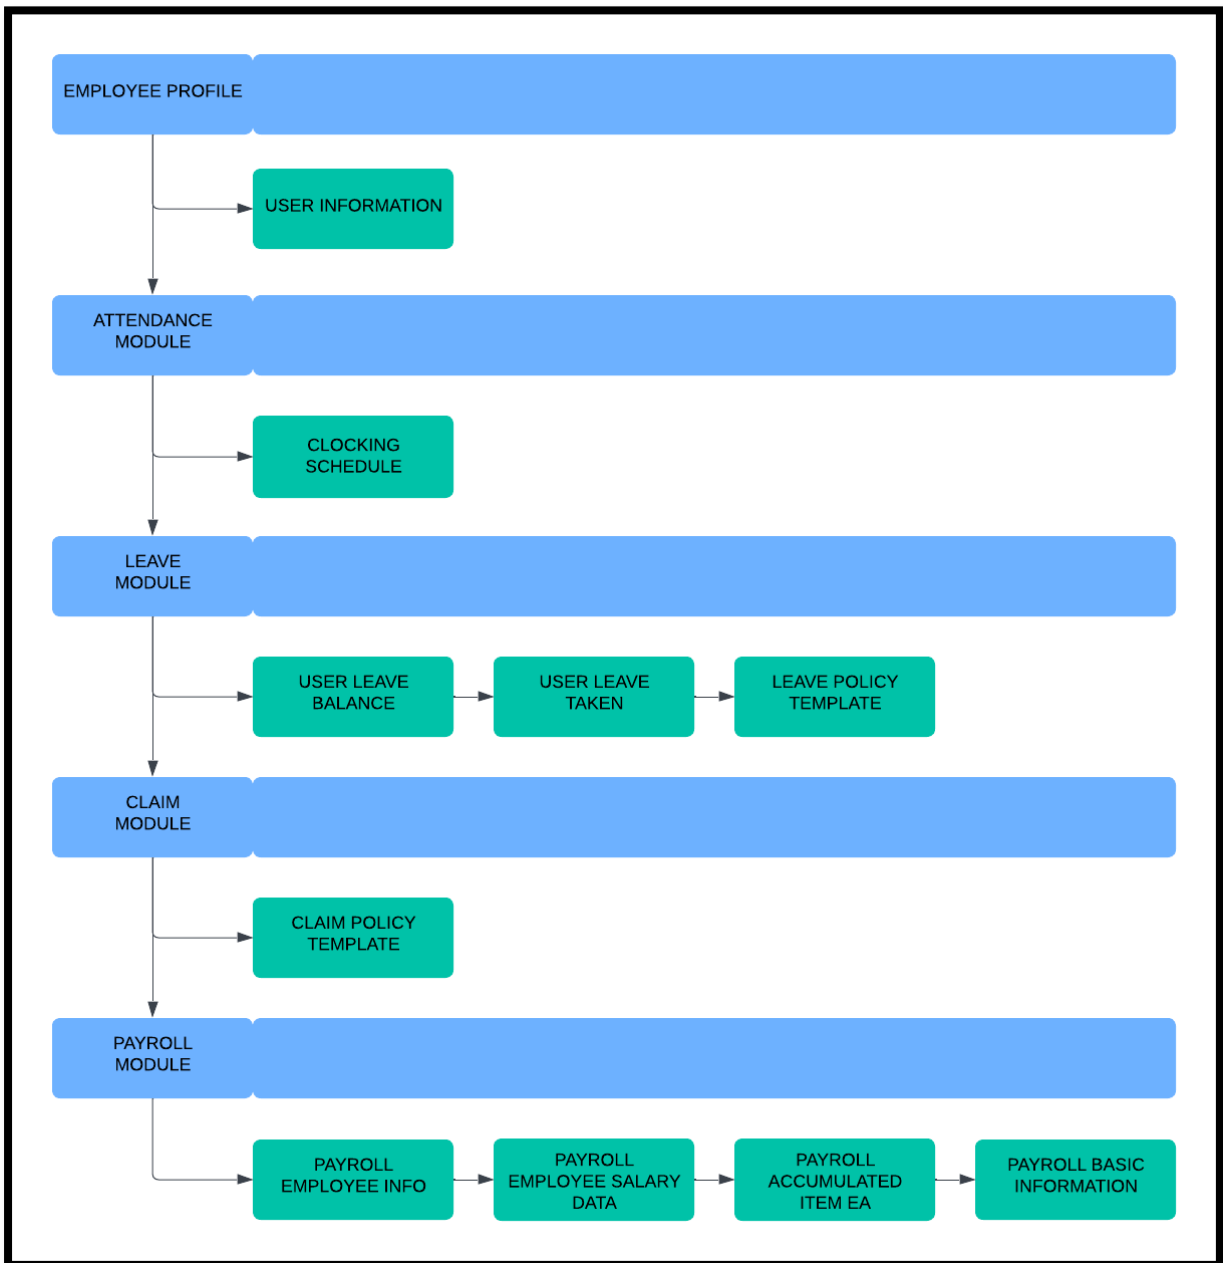 EMPLOYEE PROFILE
USER INFORMATION
ATTENDANCE
MODULE
CLOCKING
SCHEDULE
LEAVE
MODULE
USER LEAVE
BALANCE
USER LEAVE
TAKEN
LEAVE POLICY
TEMPLATE
CLAIM
MODULE
CLAIM POLICY
TEMPLATE
PAYROLL
MODULE
PAYROLL
EMPLOYEE INFO
PAYROLL
EMPLOYEE SALARY
DATA
PAYROLL
ACCUMULATED
ITEM EA
PAYROLL BASIC
INFORMATION